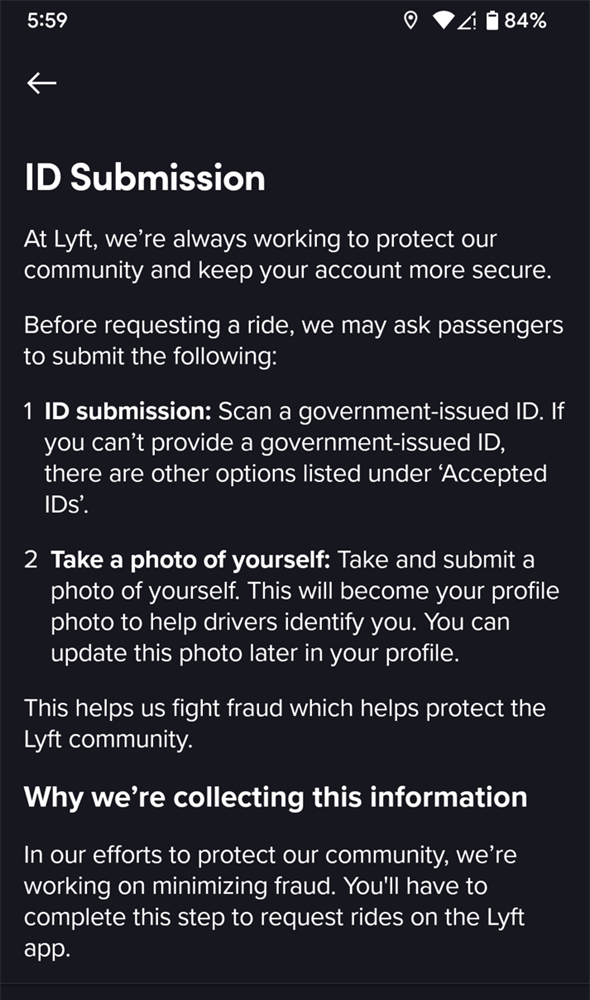 5:59
84%
ID Submission
At Lyft, we’re always working to protect our
community and keep your account more secure.
Before requesting a ride, we may ask passengers
to submit the following:
1 ID submission: Scan a government-issued ID. If
you can’t provide a government-issued ID,
there are other options listed under ‘Accepted
IDs’.
2 Take a photo of yourself: Take and submit a
photo of yourself. This will become your profile
photo to help drivers identify you. You can
update this photo later in your profile.
This helps us fight fraud which helps protect the
Lyft community.
Why we’re collecting this information
In our efforts to protect our community, we’re
working on minimizing fraud. You'll have to
complete this step to request rides on the Lyft
app.